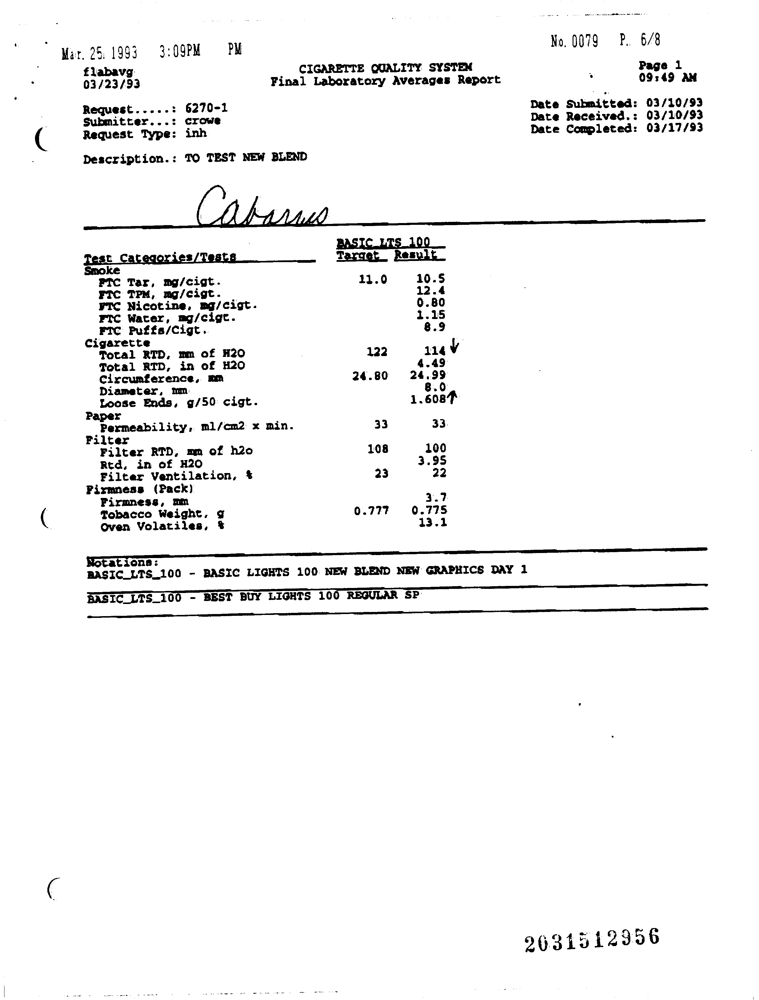 Mar. 25. 1993 3:09PM PM No. 0079 P. 6/8
flabavg CIGARETTE QUALITY SYSTEM Page 1
03/23/93 Final Laboratory Averages Report 09:49 AM
Request.....: 6270-1 Date Submitted: 03/10/93
Submitter...: crowe Date Received.: 03/10/93
Request Type: inh Date Completed: 03/17/93
Description.: TO TEST NEW BLEND
Cabarrus
BASIC_LTS_100
Test Categories/Tests Target Result
Smoke
FTC Tar, mg/cigt. 11.0 10.5
FTC TPM, mg/cigt. 12.4
FTC Nicotine, mg/cigt. 0.80
FTC Water, mg/cigt. 1.15
FTC Puffs/Cigt. 8.9
Cigarette
Total RTD, mm of H2O 122 114 ↓
Total RTD, in of H2O 4.49
Circumference, mm 24.80 24.99
Diameter, mm 8.0
Loose Ends, g/50 cigt. 1.608↑
Paper
Permeability, ml/cm2 x min. 33 33
Filter
Filter RTD, mm of h2o 108 100
Rtd, in of H2O 3.95
Filter Ventilation, % 23 22
Firmness (Pack)
Firmness, mm 3.7
Tobacco Weight, g 0.777 0.775
Oven Volatiles, % 13.1
Notations:
BASIC_LTS_100 - BASIC LIGHTS 100 NEW BLEND NEW GRAPHICS DAY 1
BASIC_LTS_100 - BEST BUY LIGHTS 100 REGULAR SP
2031512956